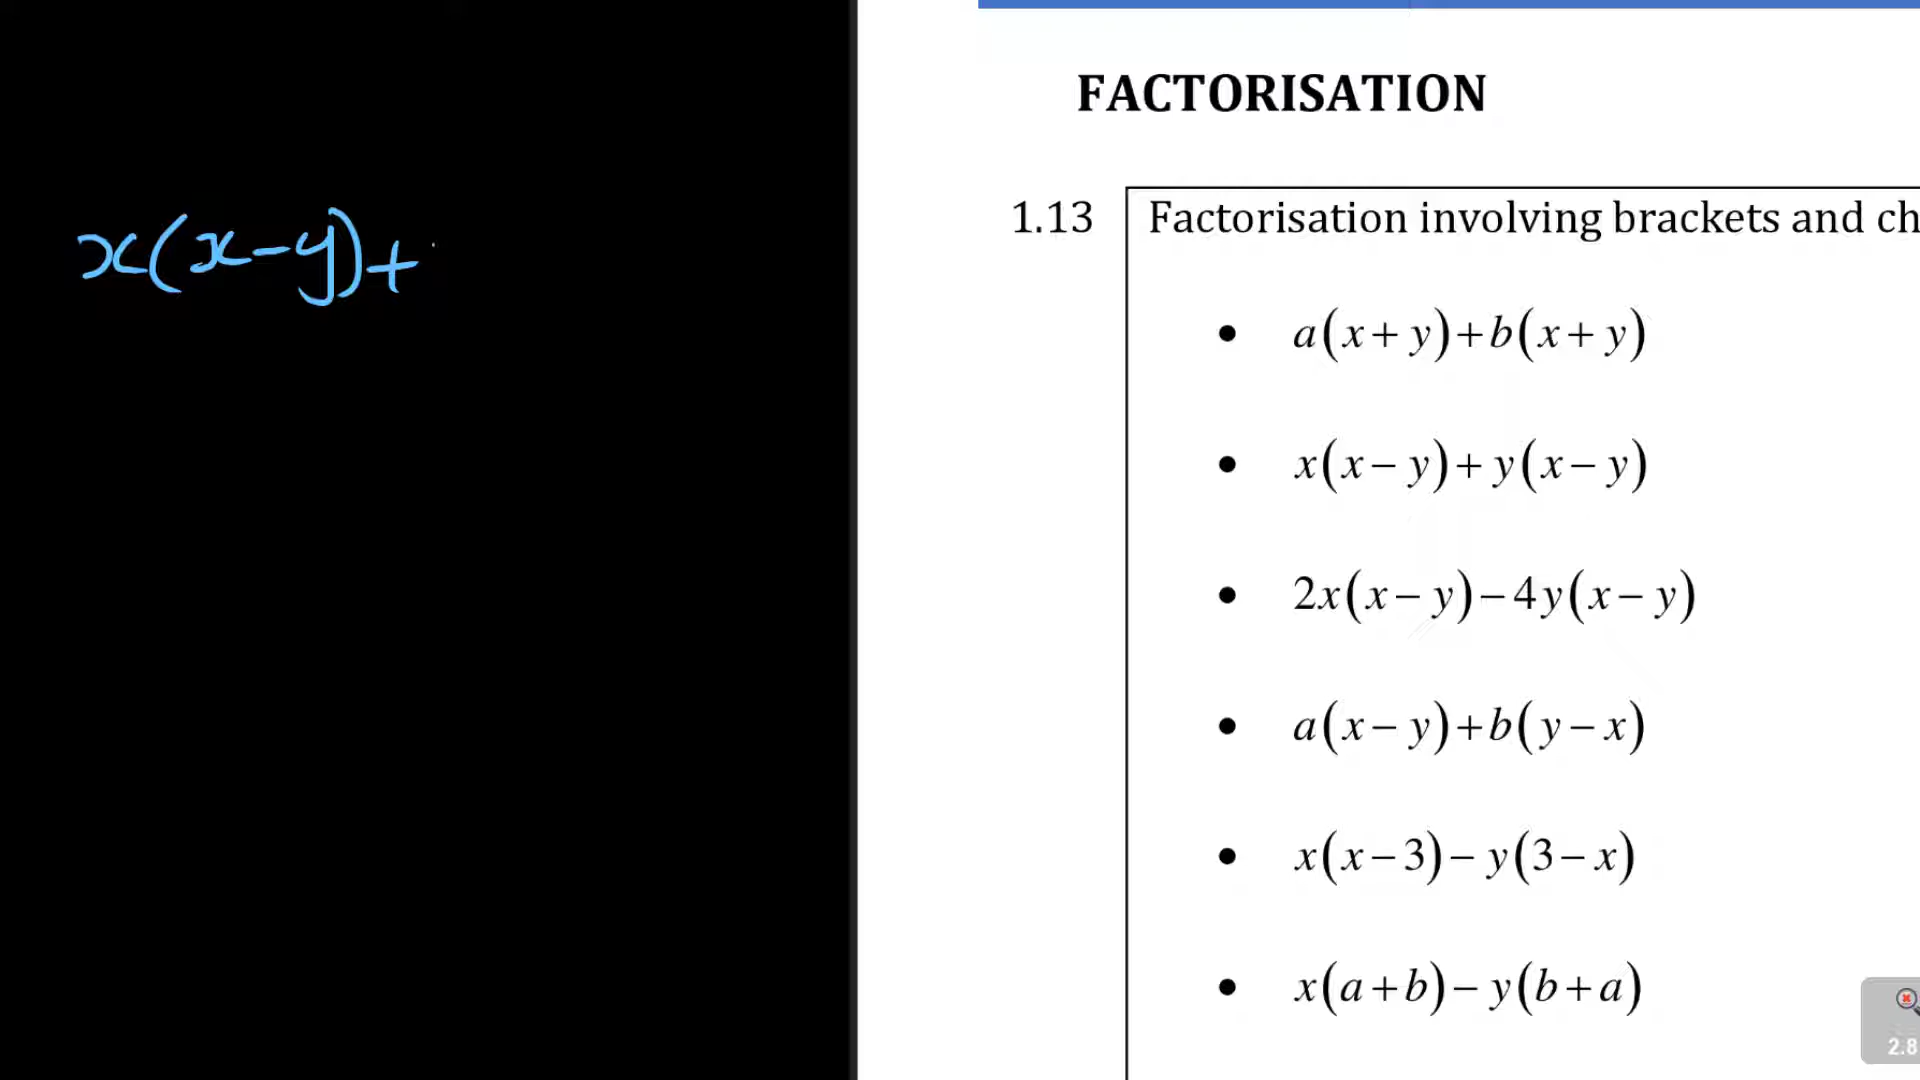 x(x-y)+
FACTORISATION
1.13 Factorisation involving brackets and ch
• a(x+y)+b(x+y)
• x(x−y)+y(x−y)
• 2x(x−y)−4y(x−y)
• a(x−y)+b(y−x)
• x(x−3)−y(3−x)
• x(a+b)−y(b+a)
2.8